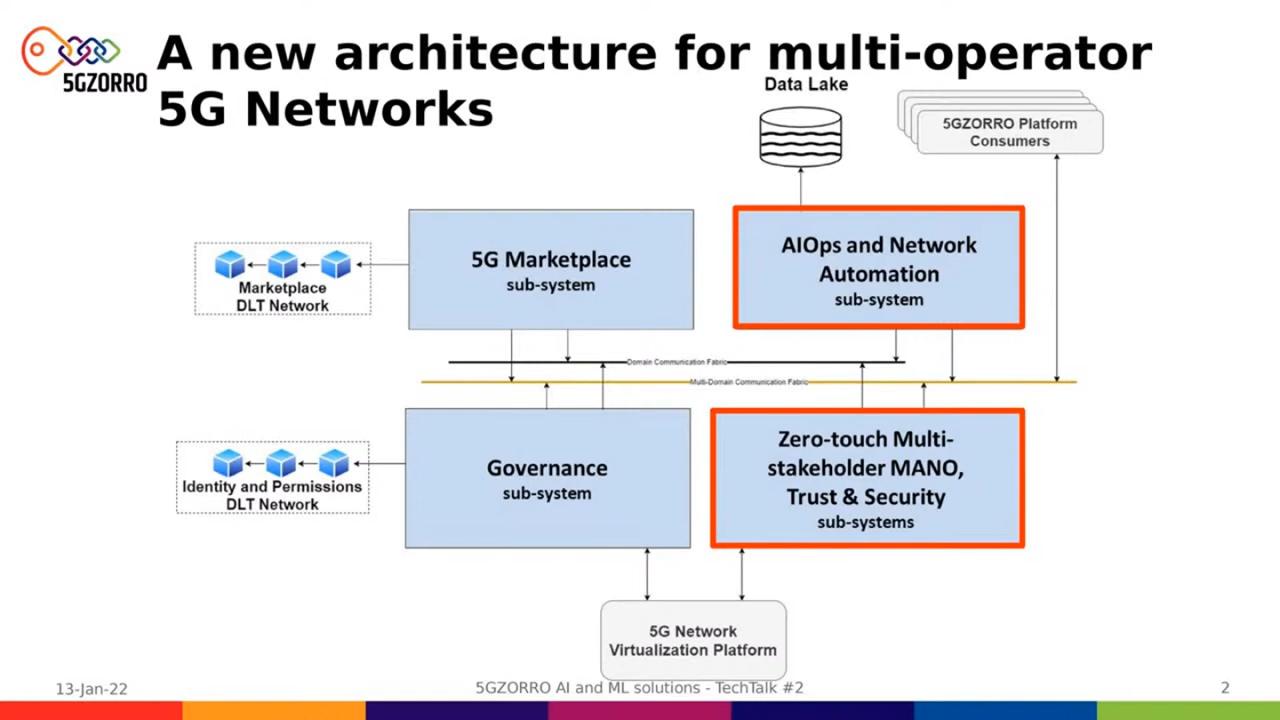 5GZORRO
A new architecture for multi-operator
5G Networks
Data Lake
5GZORRO Platform
Consumers
5G Marketplace
sub-system
AIOps and Network
Automation
sub-system
Marketplace
DLT Network
Domain Communication Fabric
Multi-Domain Communication Fabric
Governance
sub-system
Zero-touch Multi-
stakeholder MANO,
Trust & Security
sub-systems
Identity and Permissions
DLT Network
5G Network
Virtualization Platform
13-Jan-22
5GZORRO AI and ML solutions - TechTalk #2
2